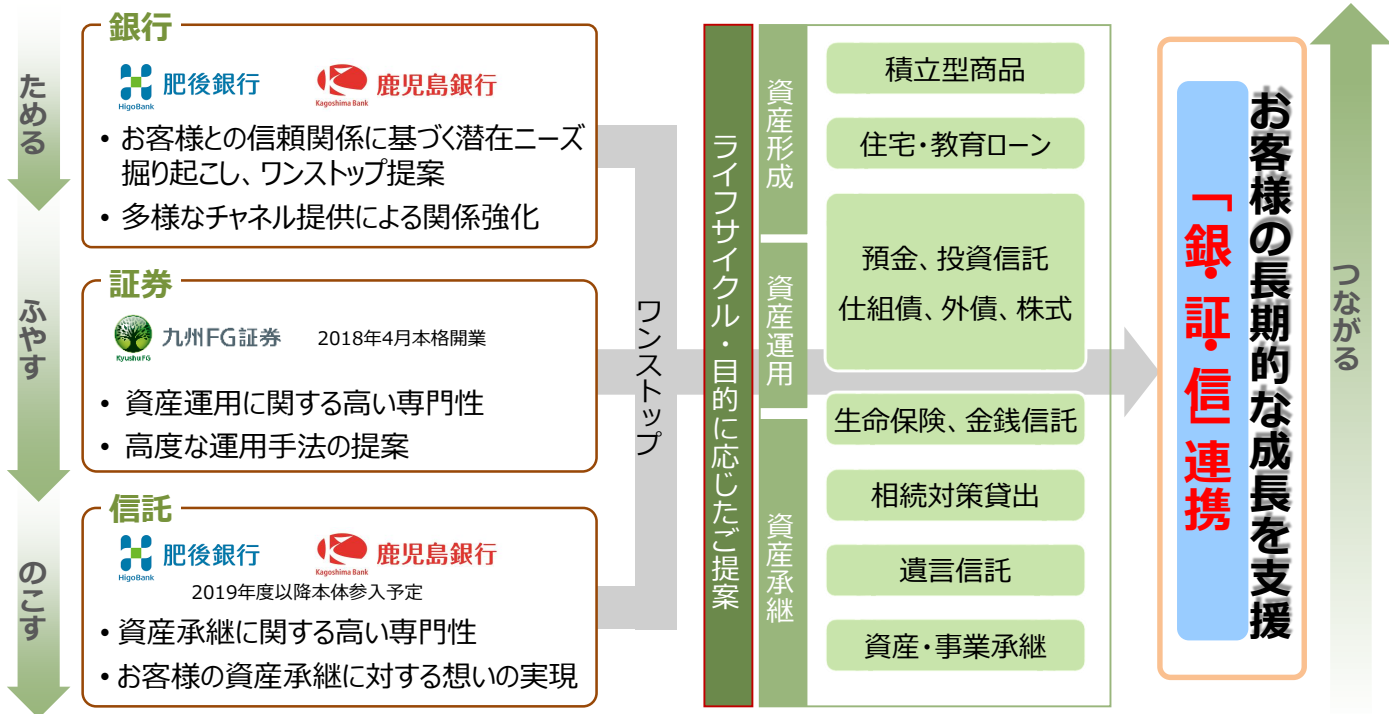 ためる
銀行
肥後銀行
HigoBank
鹿児島銀行
Kagoshima Bank
• お客様との信頼関係に基づく潜在ニーズ
掘り起こし、ワンストップ提案
• 多様なチャネル提供による関係強化
ふやす
証券
九州FG証券
KyushuFG
2018年4月本格開業
• 資産運用に関する高い専門性
• 高度な運用手法の提案
のこす
信託
肥後銀行
HigoBank
鹿児島銀行
Kagoshima Bank
2019年度以降本体参入予定
• 資産承継に関する高い専門性
• お客様の資産承継に対する想いの実現
ワンストップ
ライフサイクル・目的に応じたご提案
資産形成
資産運用
資産承継
積立型商品
住宅・教育ローン
預金、投資信託
仕組債、外債、株式
生命保険、金銭信託
相続対策貸出
遺言信託
資産・事業承継
お客様の長期的な成長を支援
「銀・証・信」連携
つながる